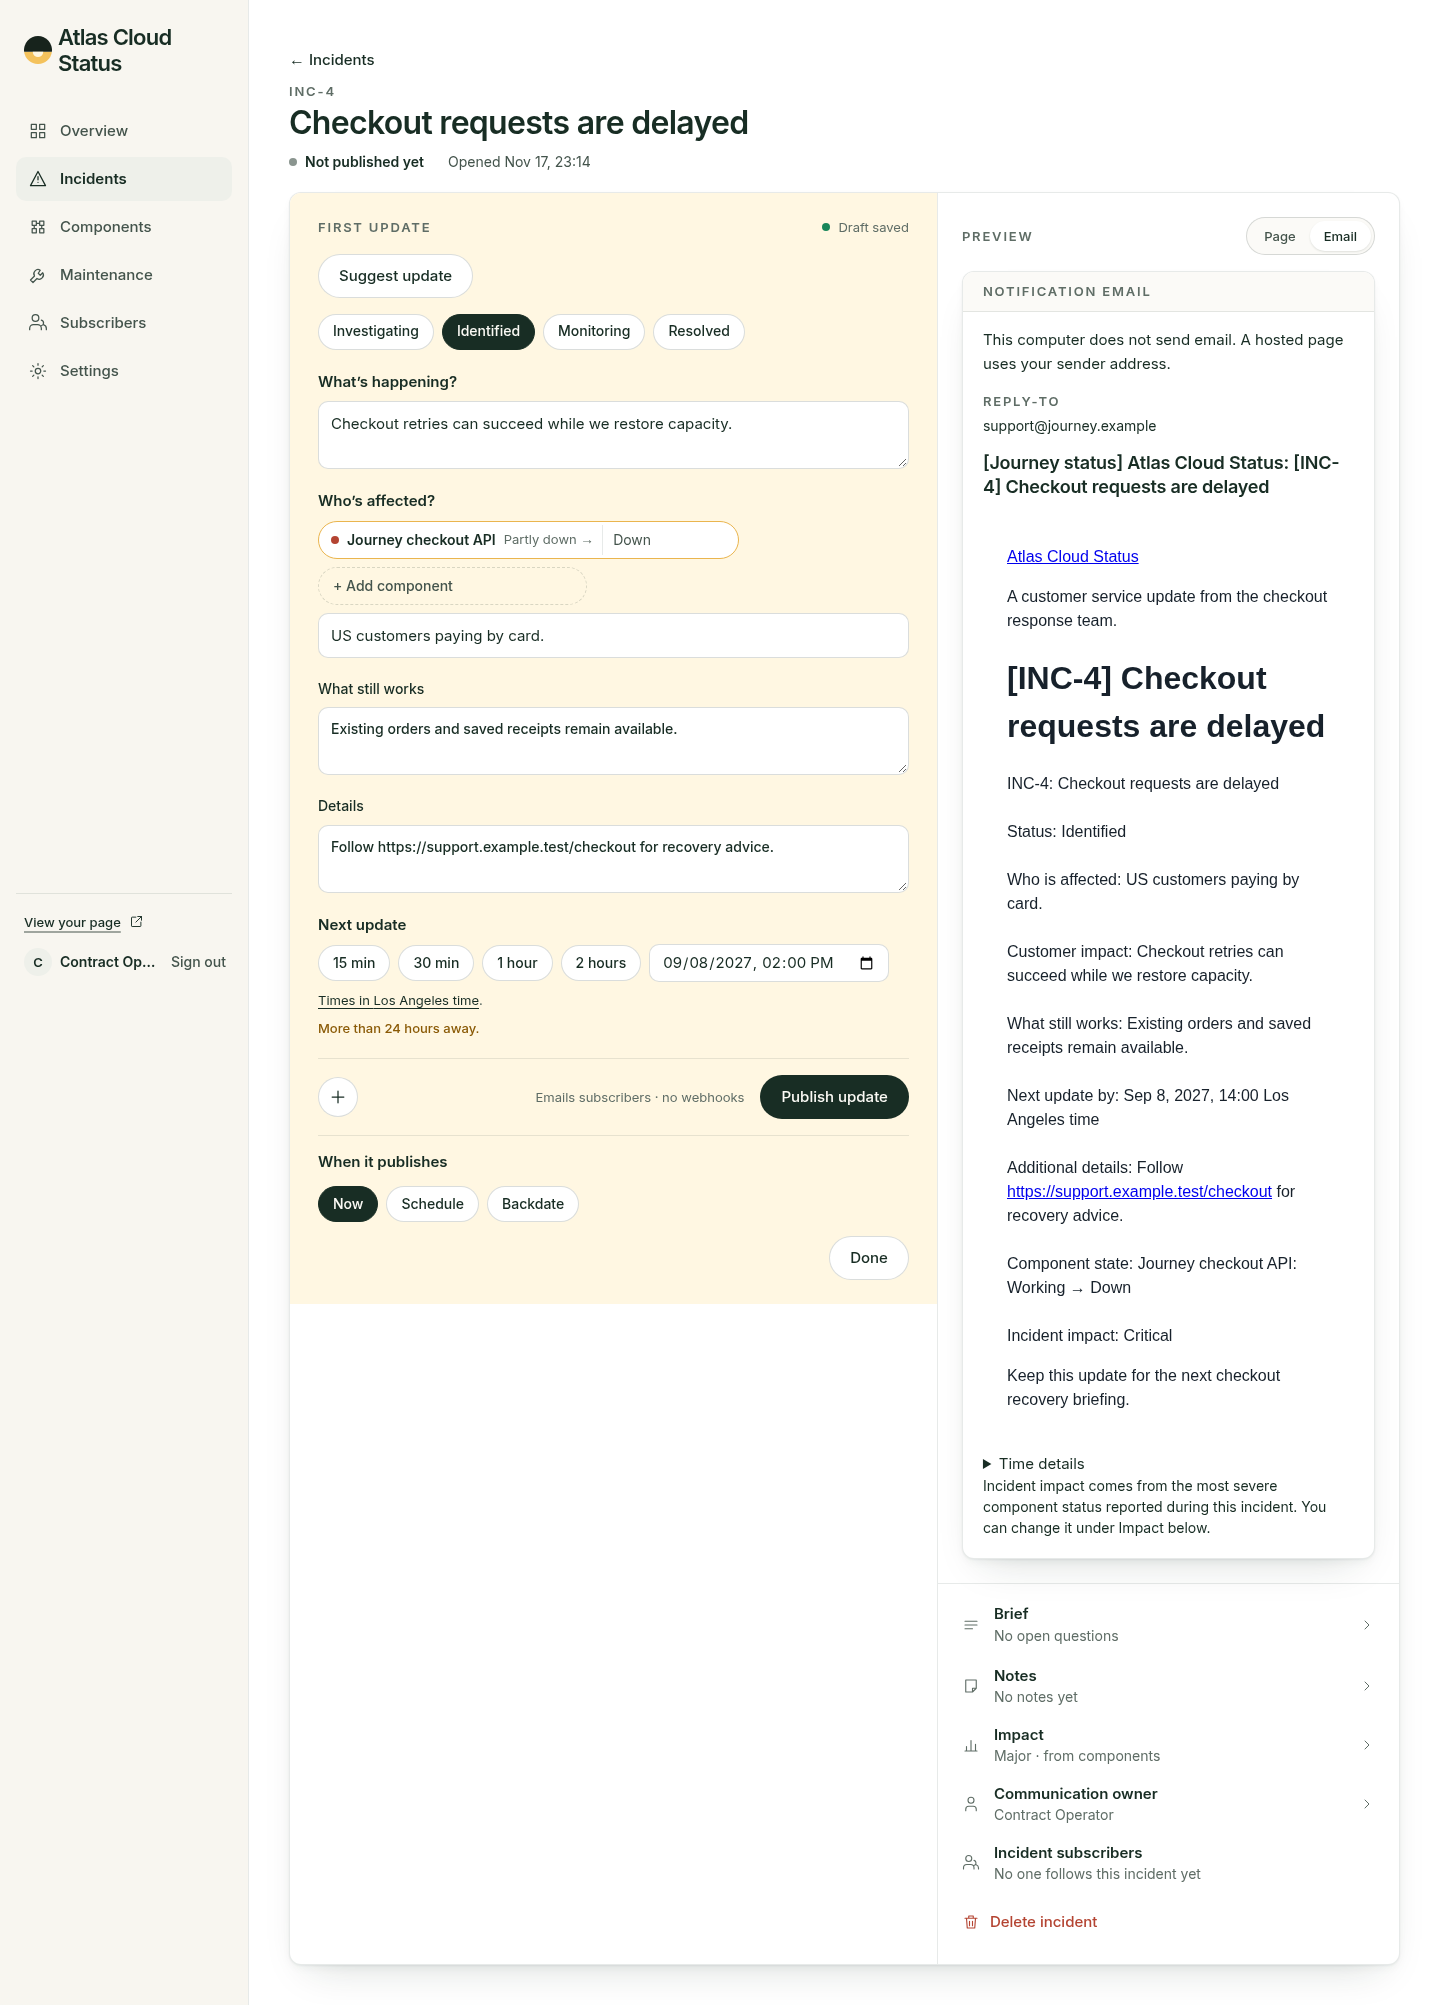 Atlas Cloud
Status
Overview
Incidents
Components
Maintenance
Subscribers
Settings
View your page
C Contract Op... Sign out
← Incidents
INC-4
Checkout requests are delayed
Not published yet Opened Nov 17, 23:14
FIRST UPDATE Draft saved
Suggest update
Investigating Identified Monitoring Resolved
What's happening?
Checkout retries can succeed while we restore capacity.
Who's affected?
Journey checkout API Partly down → Down
+ Add component
US customers paying by card.
What still works
Existing orders and saved receipts remain available.
Details
Follow https://support.example.test/checkout for recovery advice.
Next update
15 min 30 min 1 hour 2 hours 09/08/2027, 02:00 PM
Times in Los Angeles time.
More than 24 hours away.
Emails subscribers · no webhooks Publish update
When it publishes
Now Schedule Backdate
Done
PREVIEW Page Email
NOTIFICATION EMAIL
This computer does not send email. A hosted page
uses your sender address.
REPLY-TO
support@journey.example
[Journey status] Atlas Cloud Status: [INC-
4] Checkout requests are delayed
Atlas Cloud Status
A customer service update from the checkout
response team.
[INC-4] Checkout
requests are delayed
INC-4: Checkout requests are delayed
Status: Identified
Who is affected: US customers paying by
card.
Customer impact: Checkout retries can
succeed while we restore capacity.
What still works: Existing orders and saved
receipts remain available.
Next update by: Sep 8, 2027, 14:00 Los
Angeles time
Additional details: Follow
https://support.example.test/checkout for
recovery advice.
Component state: Journey checkout API:
Working → Down
Incident impact: Critical
Keep this update for the next checkout
recovery briefing.
Time details
Incident impact comes from the most severe
component status reported during this incident. You
can change it under Impact below.
Brief
No open questions
Notes
No notes yet
Impact
Major · from components
Communication owner
Contract Operator
Incident subscribers
No one follows this incident yet
Delete incident